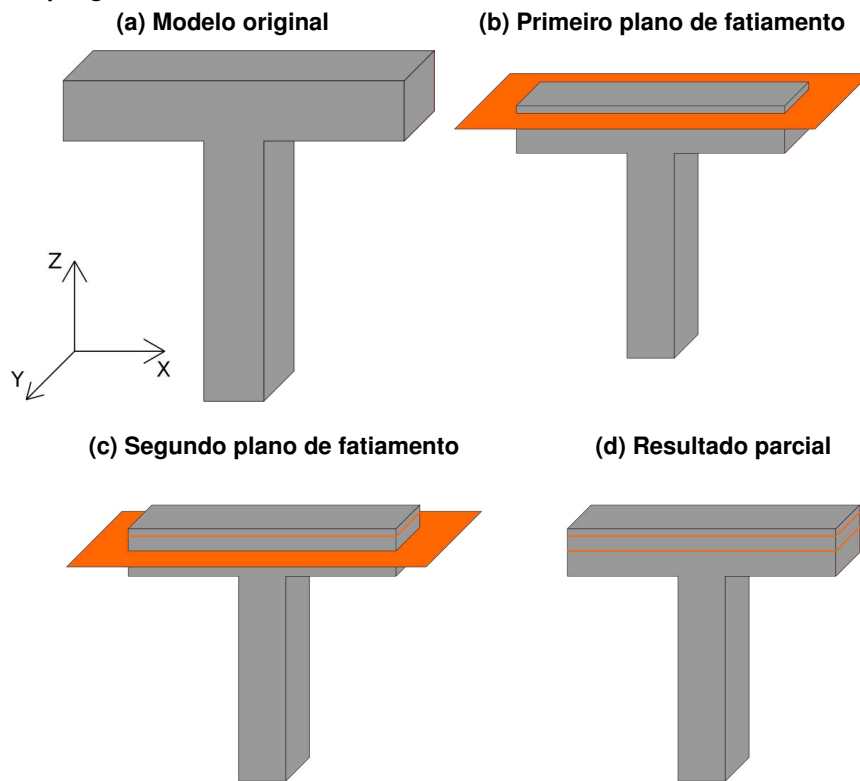 (a) Modelo original
(b) Primeiro plano de fatiamento
Z
X
Y
(c) Segundo plano de fatiamento
(d) Resultado parcial